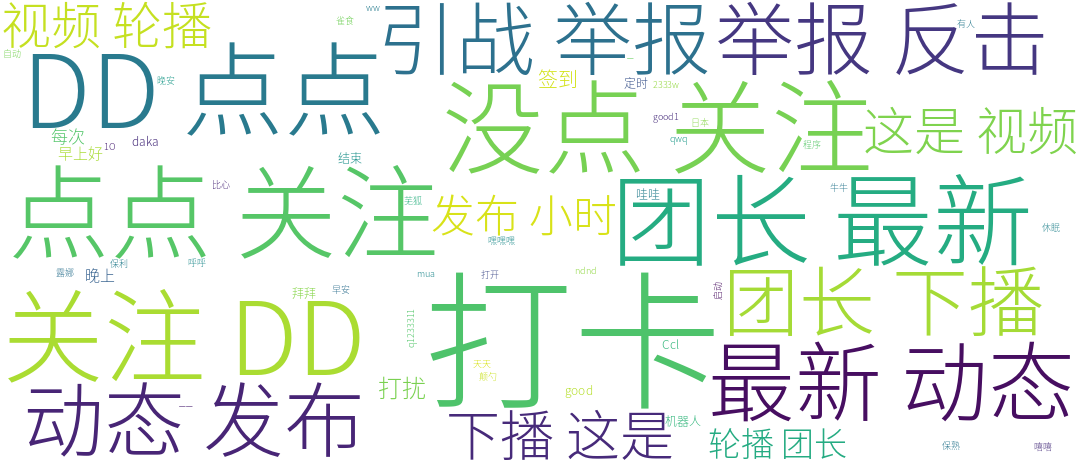 视频 轮播
雀食
ww
引战
举报
举报
反击
有人
自动
DD
点点
晚安
签到
定时
2333w
没点
关注
这是 视频
每次
daka
早上好
10
good1
日本
qwq
程序
结束
点点
关注
比心
芜狐
发布 小时
哇哇
团长
最新
牛牛
休眠
嘿嘿嘿
露娜
保利
呼呼
晚上
mua
打开
ndnd
启动
团长 下播
关注
DD
拜拜
早安
q1233311
打卡
Ccl
天天
最新
动态
动态
发布
打扰
good
下播 这是
机器人
轮播 团长
保熟
嘻嘻